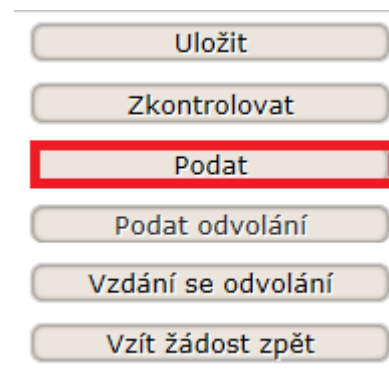 Uložit
Zkontrolovat
Podat
Podat odvolání
Vzdání se odvolání
Vzít žádost zpět